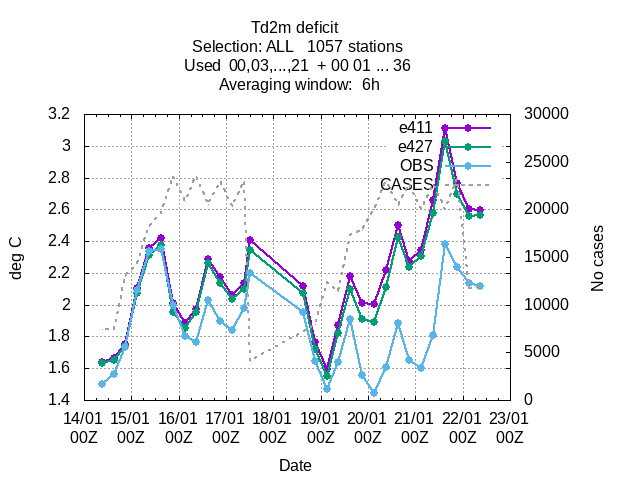 Td2m deficit
Selection: ALL   1057 stations
Used  00,03,...,21  + 00 01 ... 36
Averaging window:  6h
3.2
3
2.8
2.6
2.4
2.2
2
1.8
1.6
1.4
deg C
e411
e427
OBS
CASES
30000
25000
20000
15000
10000
5000
0
No cases
14/01 15/01 16/01 17/01 18/01 19/01 20/01 21/01 22/01 23/01
00Z 00Z 00Z 00Z 00Z 00Z 00Z 00Z 00Z 00Z
Date